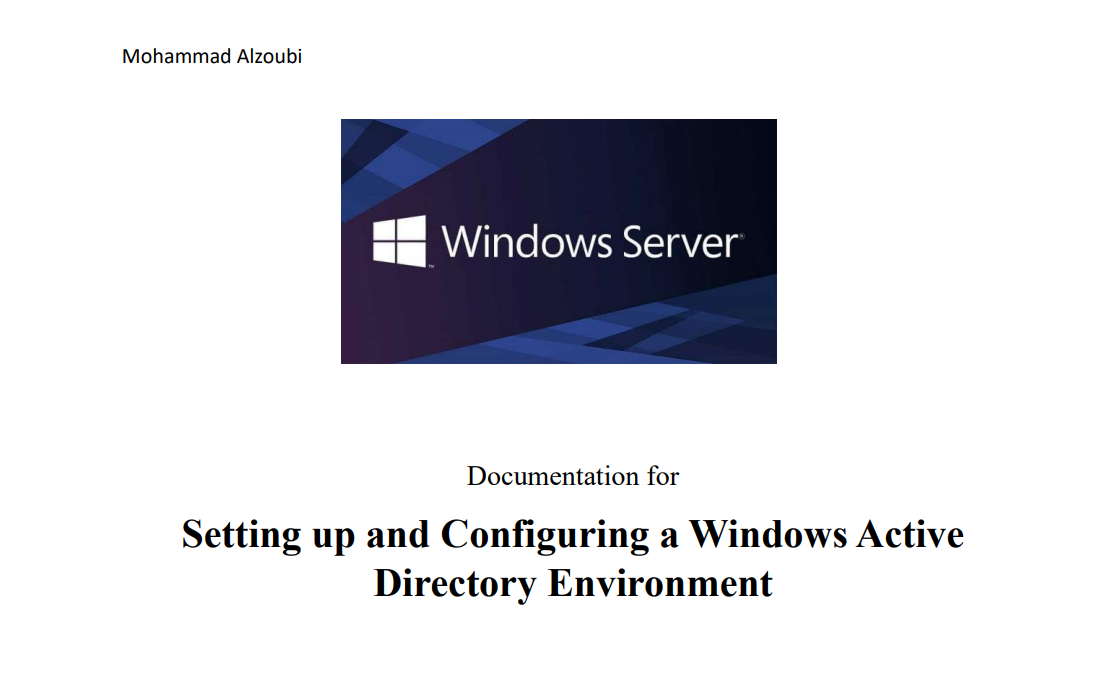 Mohammad Alzoubi
Windows Server®
Documentation for
Setting up and Configuring a Windows Active
Directory Environment